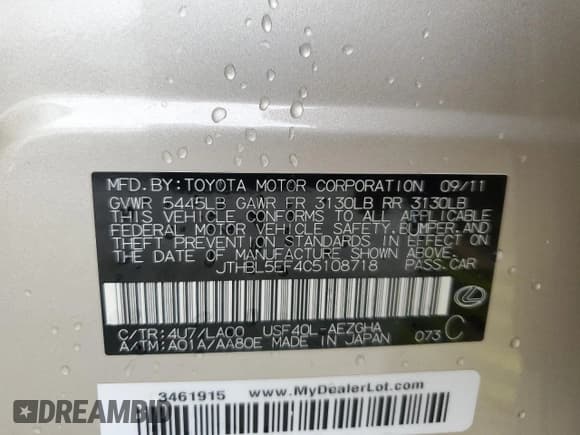 MFD. BY: TOYOTA MOTOR CORPORATION 09/11
GVWR 5445LB GAWR FR 3130LB RR 3130LB
THIS VEHICLE CONFORMS TO ALL APPLICABLE
FEDERAL MOTOR VEHICLE SAFETY, BUMPER, AND
THEFT PREVENTION STANDARDS IN EFFECT ON
THE DATE OF MANUFACTURE SHOWN ABOVE.
JTHBL5EF4C5108718 PASS.CAR
C/TR: 4U7/LA00 USF40L-AEZGHA
A/TM: A01A/AA80E MADE IN JAPAN 073 C
3461915 www.MyDealerLot.com
DREAMBID